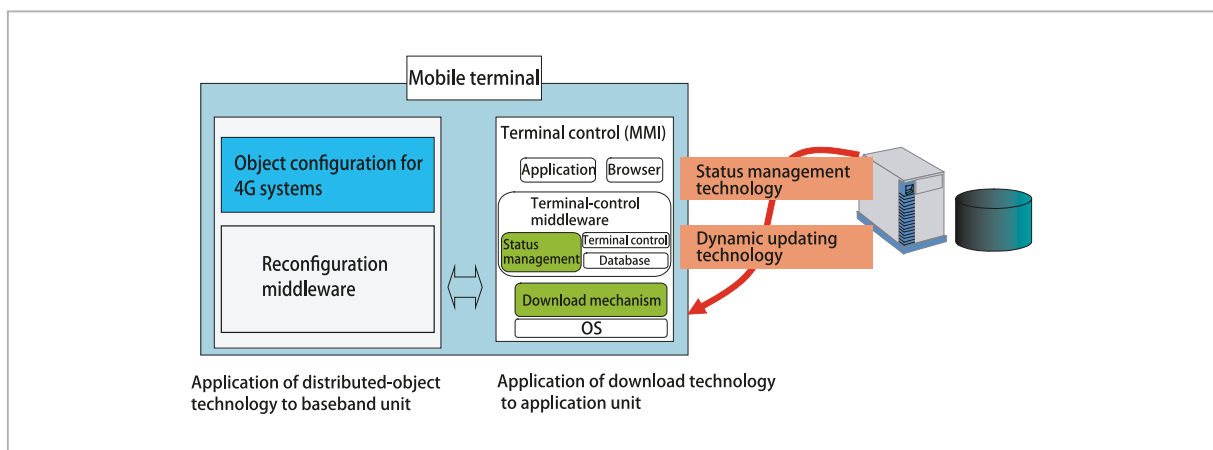 Mobile terminal
Object configuration for
4G systems
Reconfiguration
middleware
Terminal control (MMI)
Application
Browser
Terminal-control
middleware
Status
management
Terminal control
Database
Download mechanism
OS
Status management
technology
Dynamic updating
technology
Application of distributed-object
technology to baseband unit
Application of download technology
to application unit